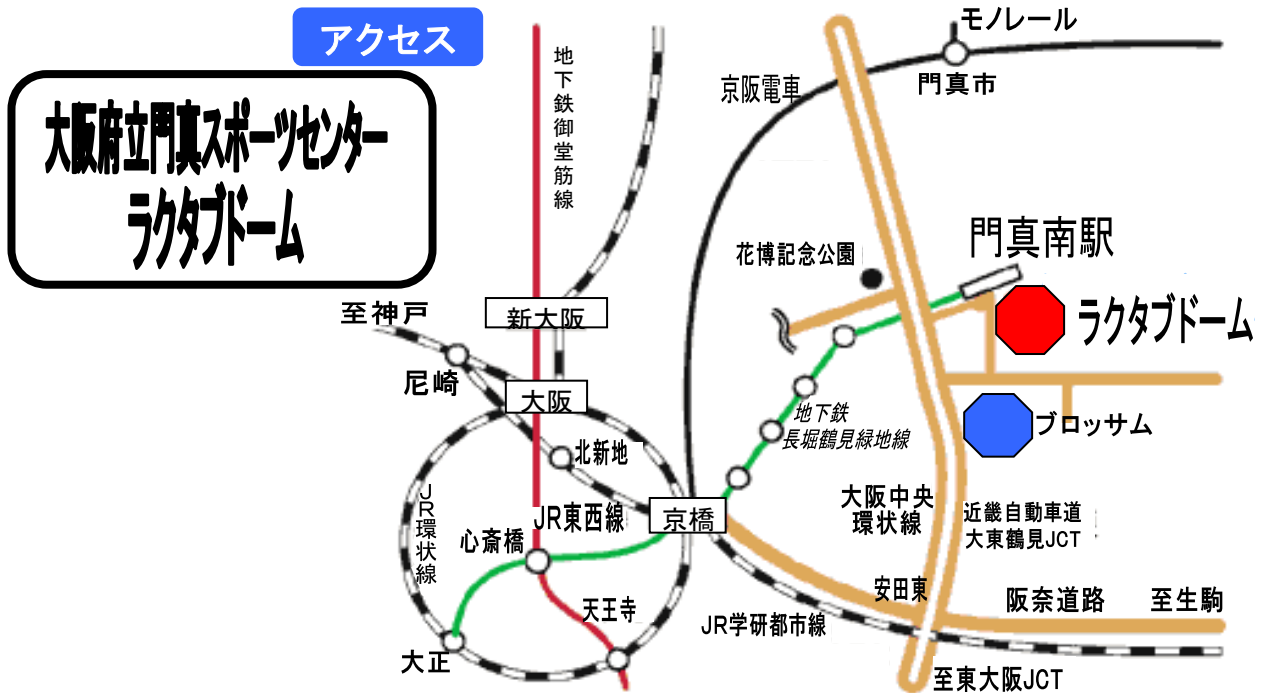 アクセス
モノレール
門真市
京阪電車
地下鉄御堂筋線
大阪府立門真スポーツセンター
ラクタブドーム
門真南駅
花博記念公園
ラクタブドーム
至神戸
新大阪
尼崎
大阪
地下鉄
長堀鶴見緑地線
ブロッサム
北新地
JR環状線
JR東西線
京橋
大阪中央
環状線
近畿自動車道
大東鶴見JCT
心斎橋
天王寺
安田東
阪奈道路
至生駒
JR学研都市線
大正
至東大阪JCT